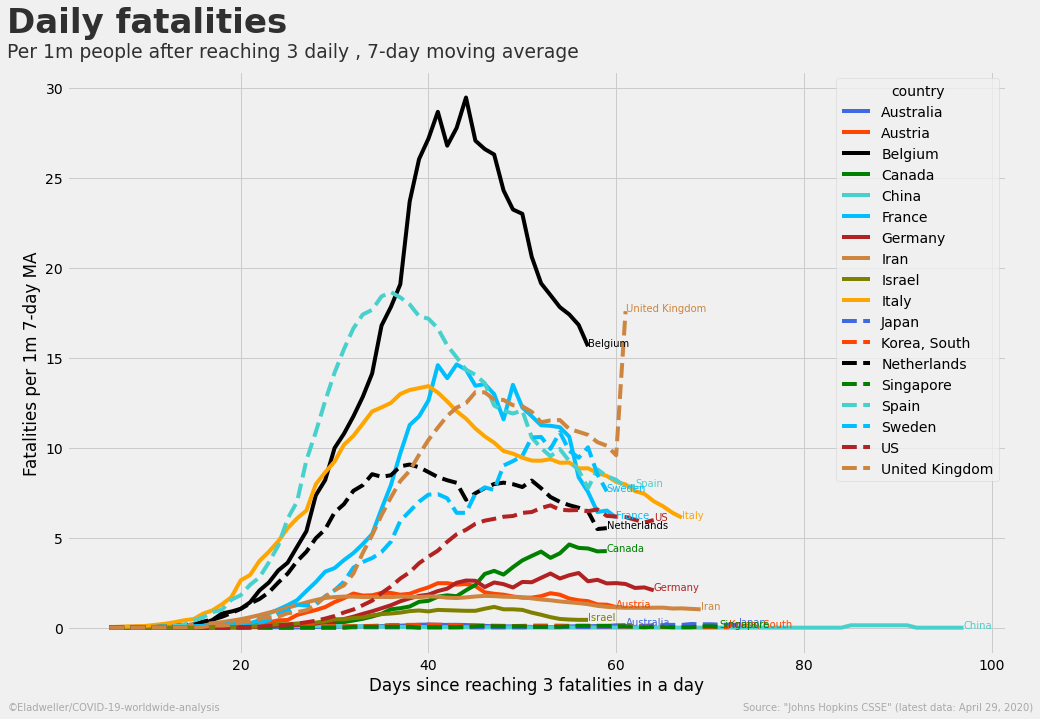 Daily fatalities
Per 1m people after reaching 3 daily , 7-day moving average
Fatalities per 1m 7-day MA
30
25
20
15
10
5
0
20
40
60
80
100
Days since reaching 3 fatalities in a day
country
Australia
Austria
Belgium
Canada
China
France
Germany
Iran
Israel
Italy
Japan
Korea, South
Netherlands
Singapore
Spain
Sweden
US
United Kingdom
United Kingdom
Belgium
Spain
Sweden
France
US
Italy
Netherlands
Canada
Germany
Austria
Iran
Israel
Australia
Singapore
Japan
Korea, South
China
©Eladweller/COVID-19-worldwide-analysis
Source: "Johns Hopkins CSSE" (latest data: April 29, 2020)